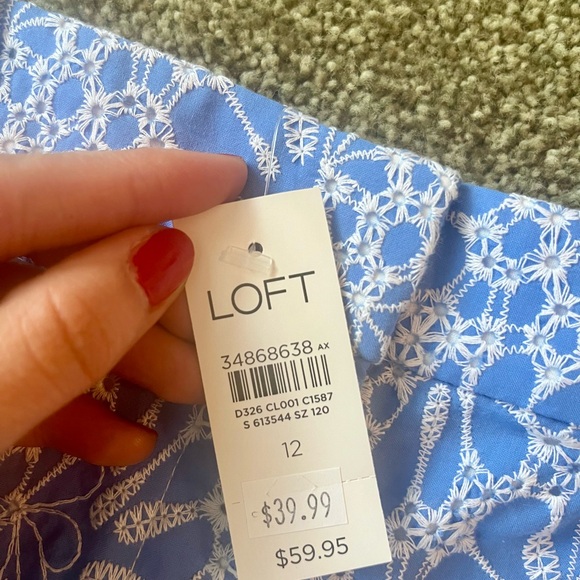 LOFT
34868638 AX
D326 CL001 C1587
S 613544 SZ 120
12
$39.99
$59.95